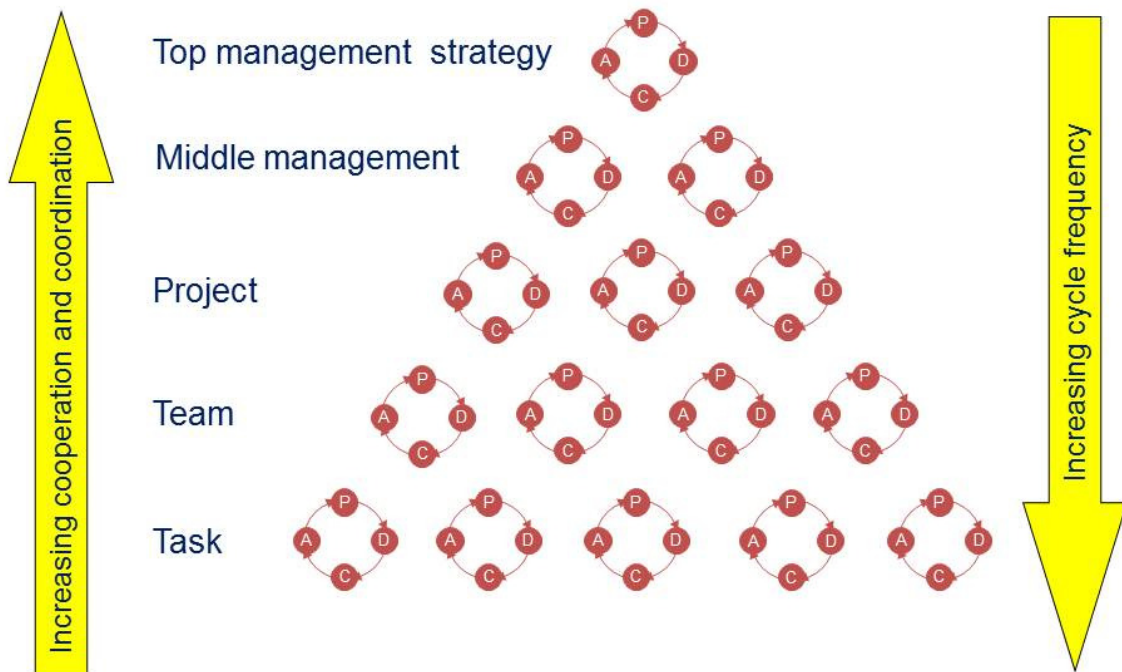 Increasing cooperation and coordination
Top management strategy
P
A
D
C
Middle management
P
P
A
D
A
D
C
C
Project
P
P
P
A
D
A
D
A
D
C
C
C
Team
P
P
P
P
A
D
A
D
A
D
A
D
C
C
C
C
Task
P
P
P
P
P
A
D
A
D
A
D
A
D
A
D
C
C
C
C
C
Increasing cycle frequency